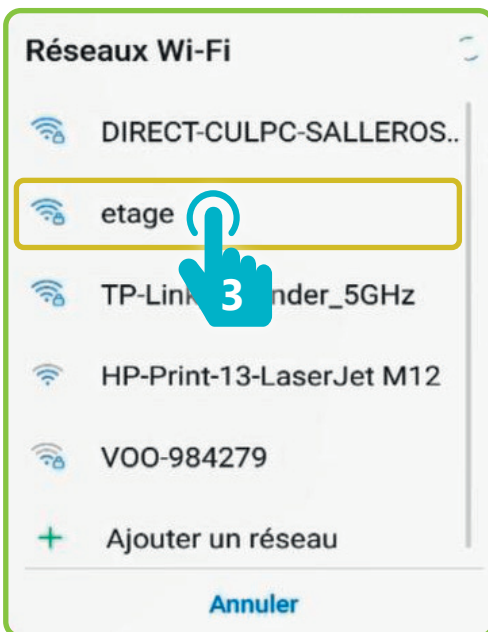 Réseaux Wi-Fi
DIRECT-CULPC-SALLEROS..
etage
3
TP-Link nder_5GHz
HP-Print-13-LaserJet M12
VOO-984279
+ Ajouter un réseau
Annuler